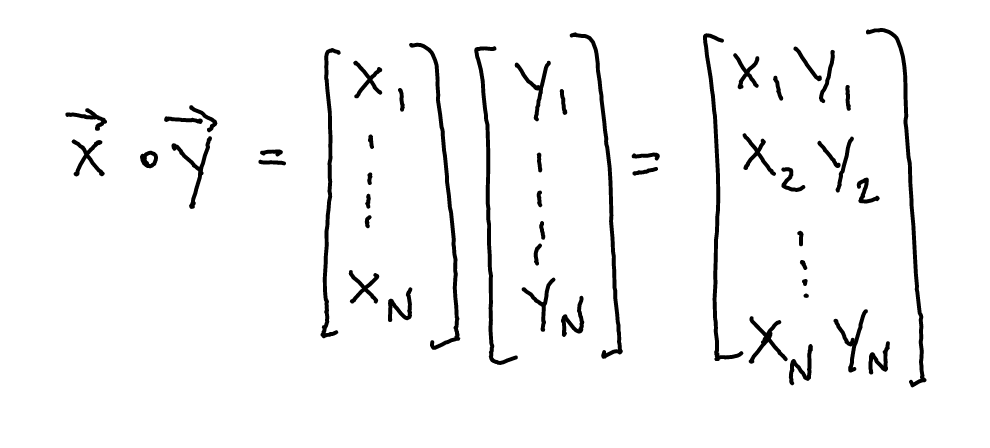 $$\vec{x} \circ \vec{y} = \begin{bmatrix} x_1 \\ \vdots \\ x_N \end{bmatrix} \begin{bmatrix} y_1 \\ \vdots \\ y_N \end{bmatrix} = \begin{bmatrix} x_1 y_1 \\ x_2 y_2 \\ \vdots \\ x_N y_N \end{bmatrix}$$